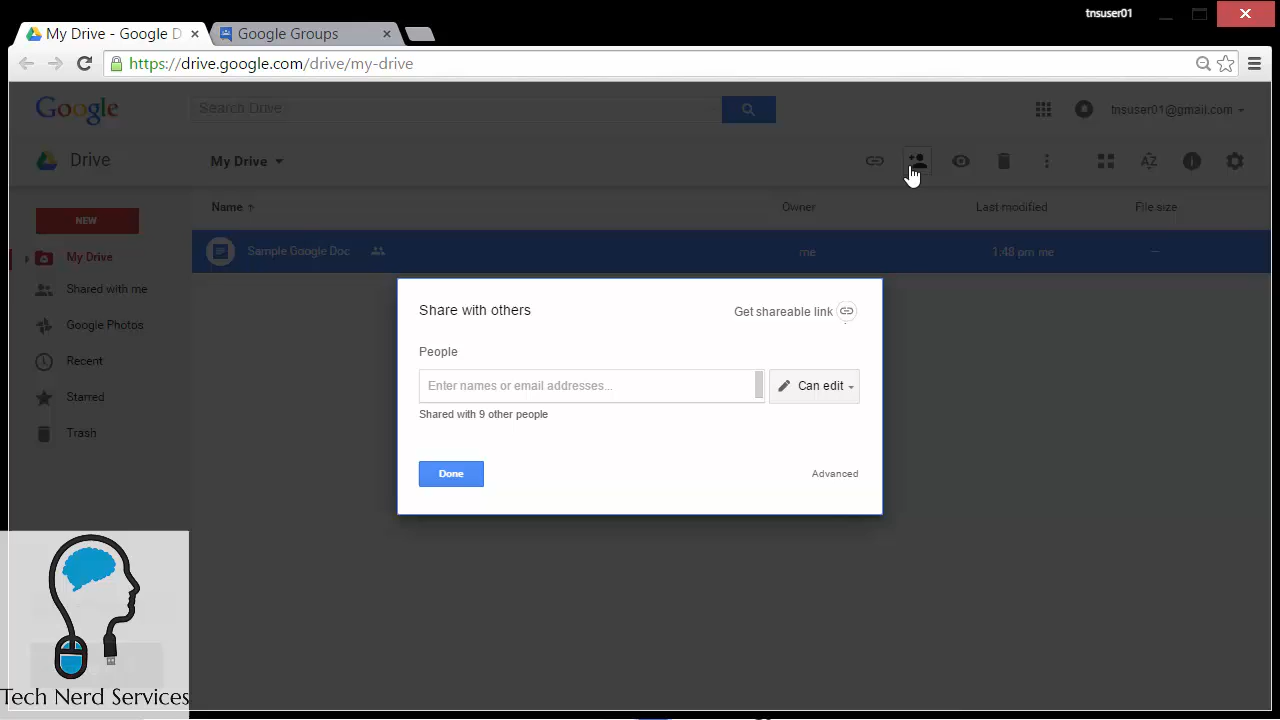 tnsuser01
My Drive - Google D
Google Groups
https://drive.google.com/drive/my-drive
Google
Search Drive
tnsuser01@gmail.com
Drive
My Drive
AZ
NEW
Name
Owner
Last modified
File size
My Drive
Sample Google Doc
me
1:48 pm me
—
Shared with me
Google Photos
Recent
Starred
Trash
Share with others
Get shareable link
People
Enter names or email addresses...
Can edit
Shared with 9 other people
Done
Advanced
Tech Nerd Services